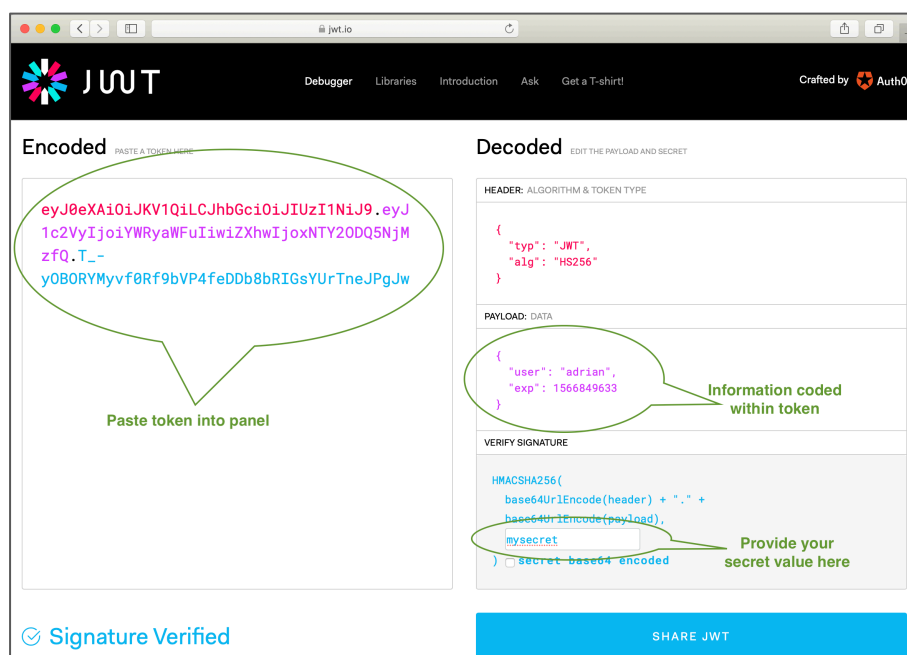 jwt.io
JWT
Debugger Libraries Introduction Ask Get a T-shirt!
Crafted by Auth0
Encoded PASTE A TOKEN HERE
eyJ0eXAiOiJKV1QiLCJhbGciOiJIUzI1NiJ9.eyJ
1c2VyIjoiYWRyaWFuIiwiZXhwIjoxNTY2ODQ5NjM
zfQ.T_-
yOBORYMyvf0Rf9bVP4feDDb8bRIGsYUrTneJPgJw
Paste token into panel
Decoded EDIT THE PAYLOAD AND SECRET
HEADER: ALGORITHM & TOKEN TYPE
{
"typ": "JWT",
"alg": "HS256"
}
PAYLOAD: DATA
{
"user": "adrian",
"exp": 1566849633
}
Information coded
within token
VERIFY SIGNATURE
HMACSHA256(
base64UrlEncode(header) + "." +
base64UrlEncode(payload),
mysecret
) secret base64 encoded
Provide your
secret value here
Signature Verified
SHARE JWT